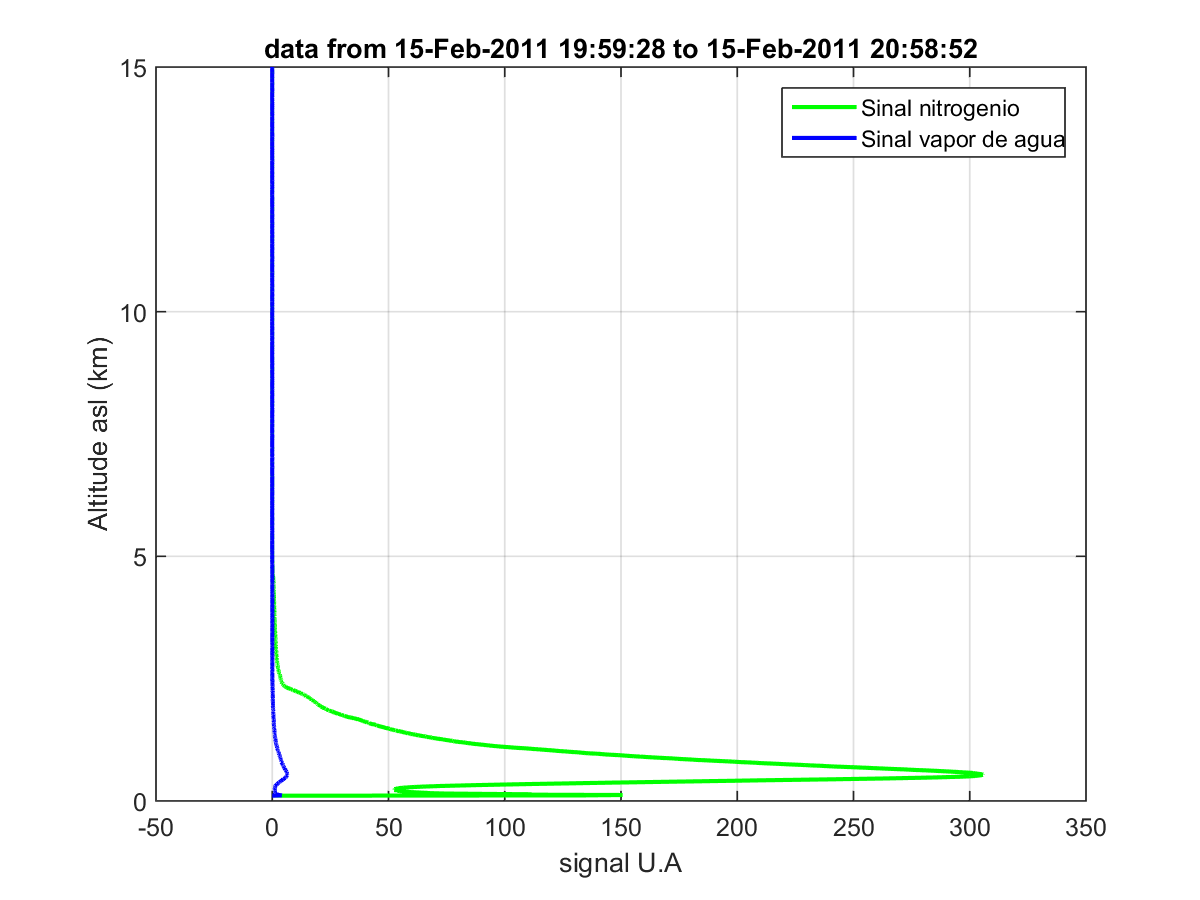 data from 15-Feb-2011 19:59:28 to 15-Feb-2011 20:58:52
Sinal nitrogenio
Sinal vapor de agua
15
10
5
0
Altitude asl (km)
-50 0 50 100 150 200 250 300 350
signal U.A